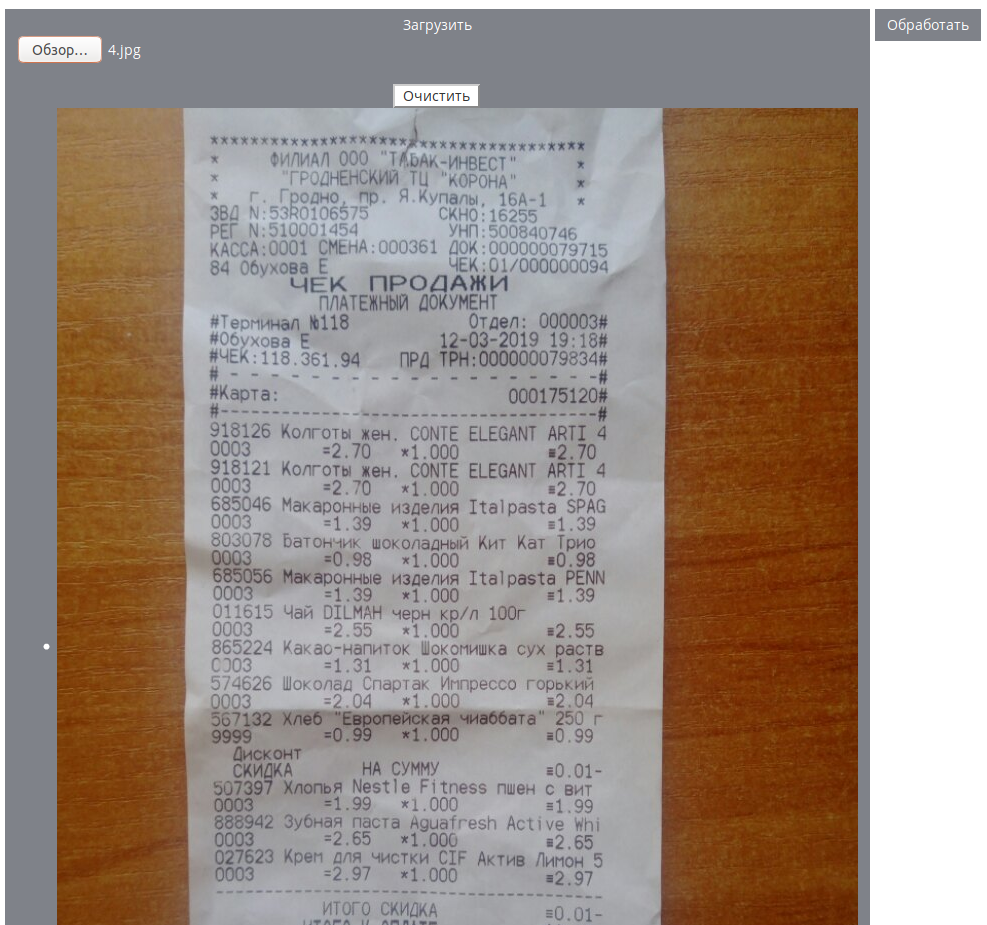 Загрузить
Обработать
Обзор... 4.jpg
Очистить
****************************************
* ФИЛИАЛ ООО "ТАБАК-ИНВЕСТ" *
* "ГРОДНЕНСКИЙ ТЦ "КОРОНА" *
* г. Гродно, пр. Я.Купалы, 16А-1 *
ЗВД N:53R0106575 СКНО:16255
РЕГ N:510001454 УНП:500840746
КАССА:0001 СМЕНА:000361 ДОК:000000079715
84 Обухова Е ЧЕК:01/000000094
ЧЕК ПРОДАЖИ
ПЛАТЕЖНЫЙ ДОКУМЕНТ
#Терминал №118 Отдел: 000003#
#Обухова Е 12-03-2019 19:18#
#ЧЕК:118.361.94 ПРД ТРН:000000079834#
# - - - - - - - - - - - - - - - - - - -#
#Карта: 000175120#
#--------------------------------------#
918126 Колготы жен. CONTE ELEGANT ARTI 4
0003 =2.70 *1.000 ≡2.70
918121 Колготы жен. CONTE ELEGANT ARTI 4
0003 =2.70 *1.000 ≡2.70
685046 Макаронные изделия Italpasta SPAG
0003 =1.39 *1.000 ≡1.39
803078 Батончик шоколадный Кит Кат Трио
0003 =0.98 *1.000 ≡0.98
685056 Макаронные изделия Italpasta PENN
0003 =1.39 *1.000 ≡1.39
011615 Чай DILMAH черн кр/л 100г
0003 =2.55 *1.000 ≡2.55
865224 Какао-напиток Шокомишка сух раств
0003 =1.31 *1.000 ≡1.31
574626 Шоколад Спартак Импрессо горький
0003 =2.04 *1.000 ≡2.04
567132 Хлеб "Европейская чиаббата" 250 г
9999 =0.99 *1.000 ≡0.99
Дисконт
СКИДКА НА СУММУ ≡0.01-
507397 Хлопья Nestle Fitness пшен с вит
0003 =1.99 *1.000 ≡1.99
888942 Зубная паста Aguafresh Active Whi
0003 =2.65 *1.000 ≡2.65
027623 Крем для чистки CIF Актив Лимон 5
0003 =2.97 *1.000 ≡2.97
----------------------------------------
ИТОГО СКИДКА ≡0.01-